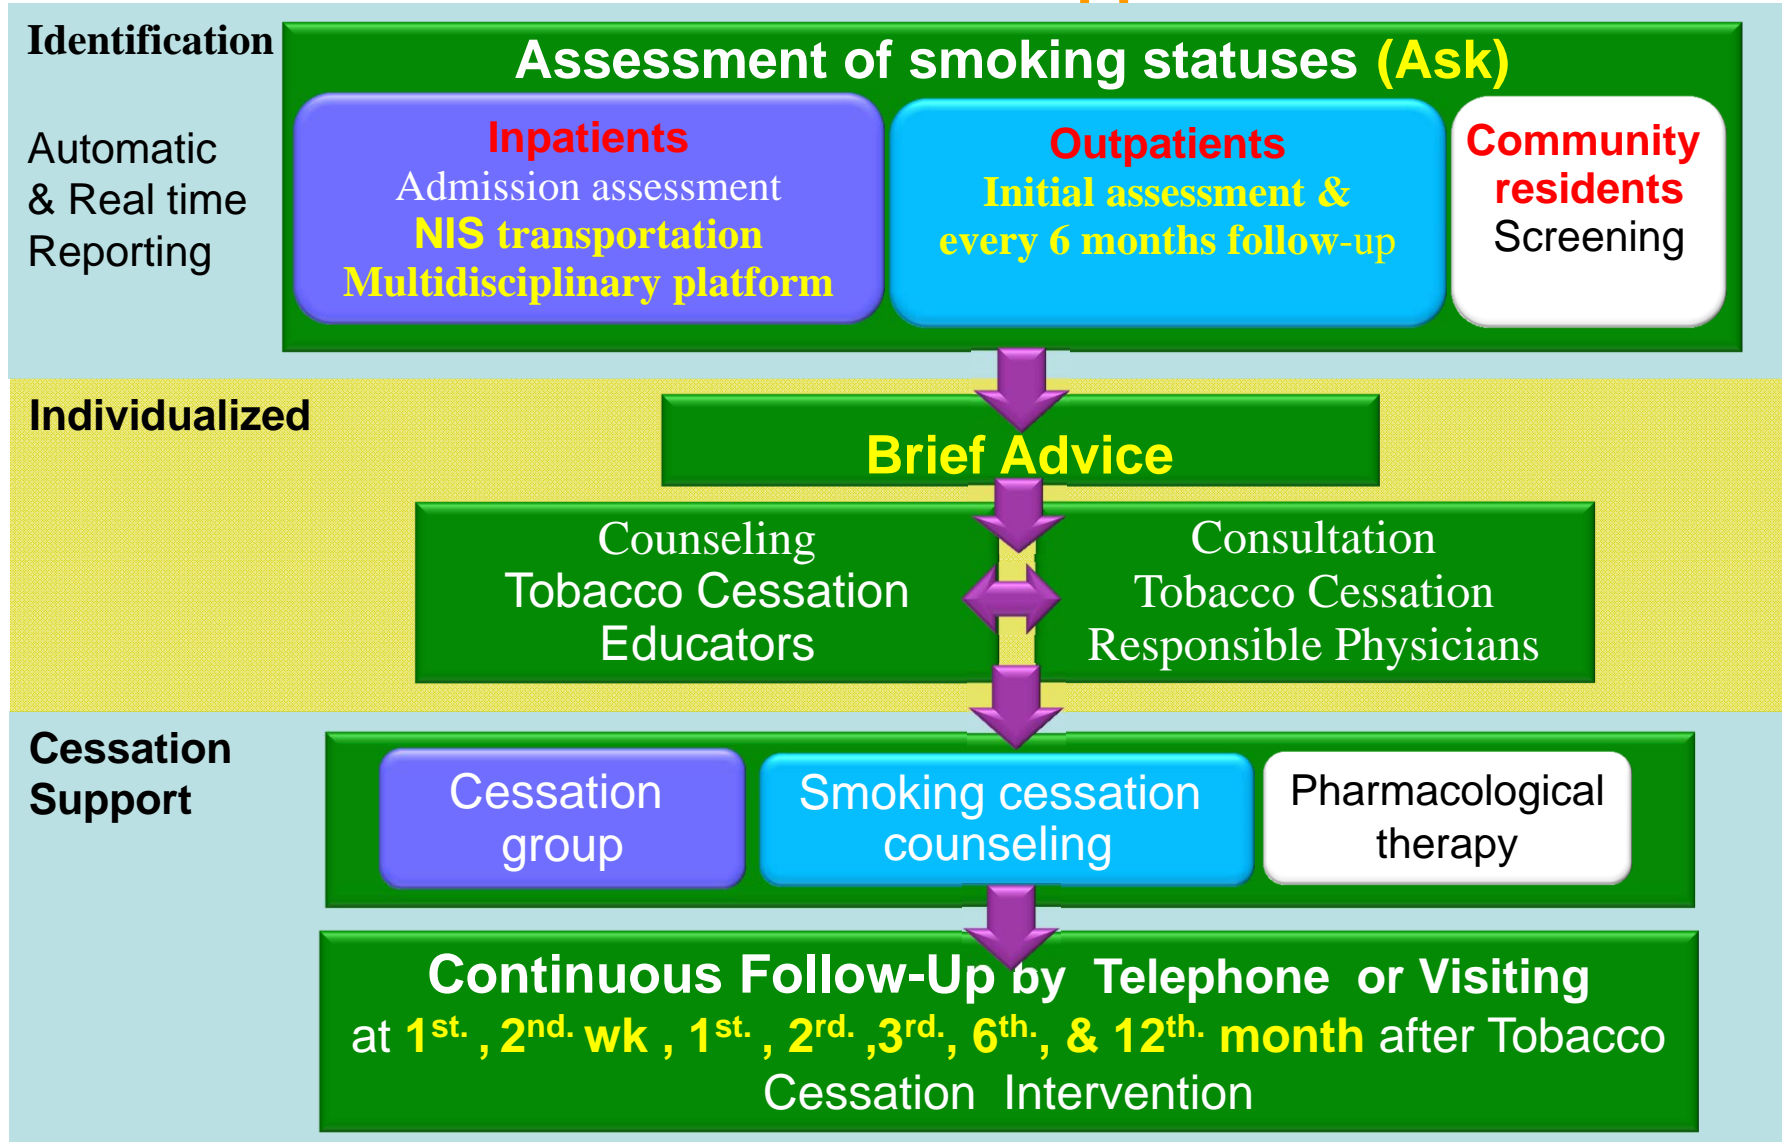 Identification
Assessment of smoking statuses (Ask)
Automatic
& Real time
Reporting
Inpatients
Admission assessment
NIS transportation
Multidisciplinary platform
Outpatients
Initial assessment &
every 6 months follow-up
Community
residents
Screening
Individualized
Brief Advice
Counseling
Tobacco Cessation
Educators
Consultation
Tobacco Cessation
Responsible Physicians
Cessation
Support
Cessation
group
Smoking cessation
counseling
Pharmacological
therapy
Continuous Follow-Up by Telephone or Visiting
at 1st. , 2nd. wk , 1st. , 2rd. ,3rd., 6th., & 12th. month after Tobacco
Cessation Intervention